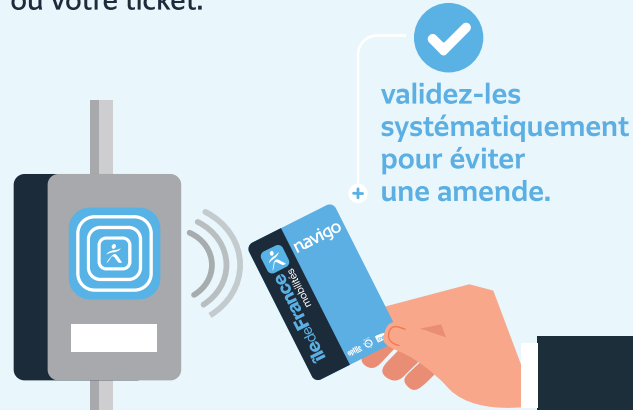 ou votre ticket.
validez-les
systématiquement
pour éviter
une amende.
+
navigo
îledeFrance
mobilités